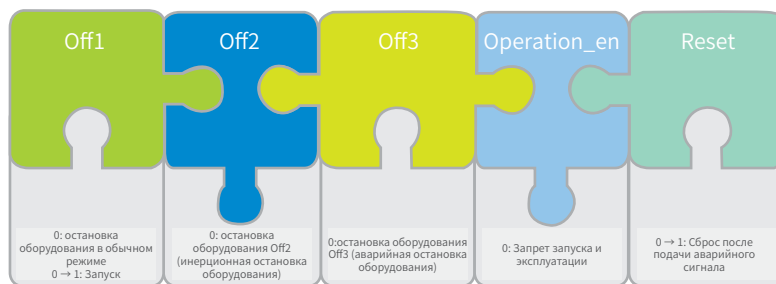 Off1
Off2
Off3
Operation_en
Reset
0: остановка
оборудования в обычном
режиме
0 → 1: Запуск
0: остановка
оборудования Off2
(инерционная остановка
оборудования)
0:остановка оборудования
Off3 (аварийная остановка
оборудования)
0: Запрет запуска и
эксплуатации
0 → 1: Сброс после
подачи аварийного
сигнала